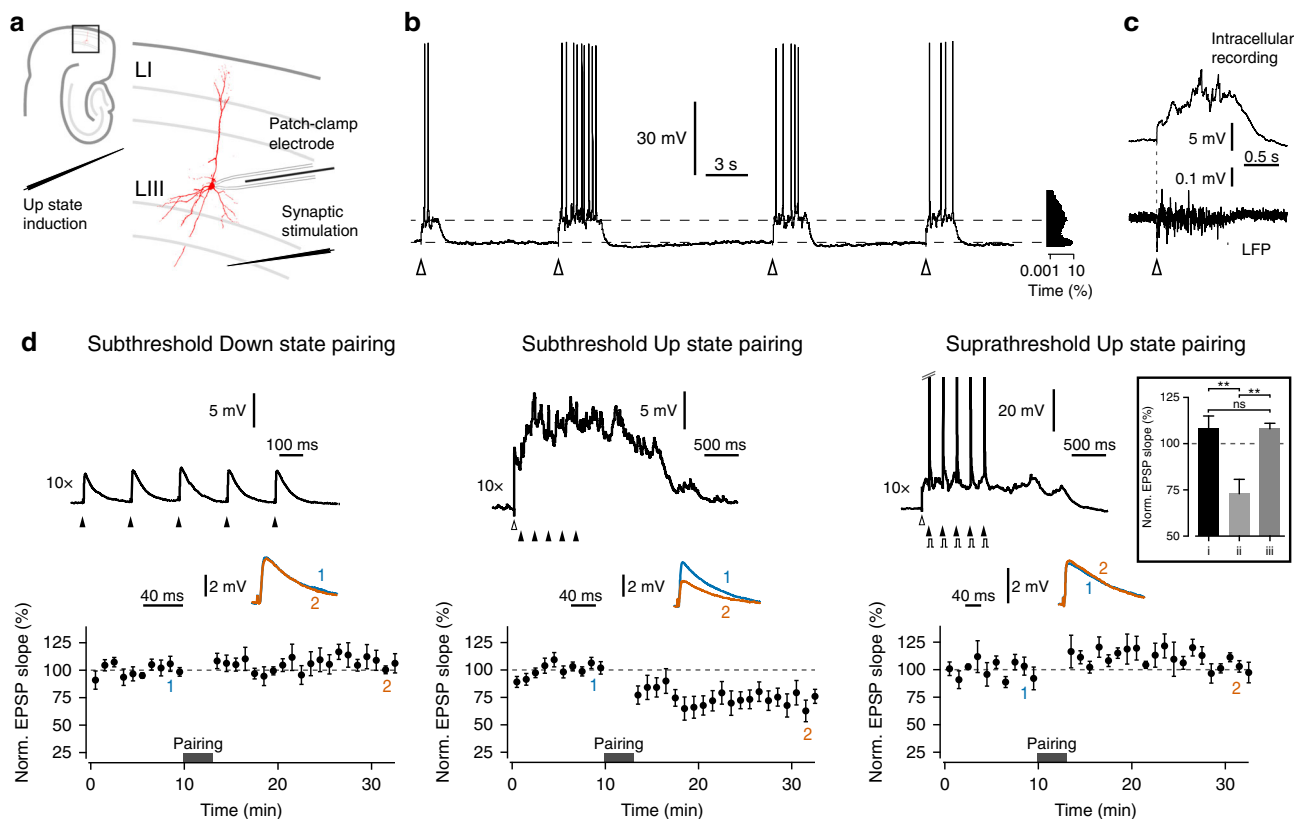 a
LI
LIII
Patch-clamp
electrode
Up state
induction
Synaptic
stimulation
b
30 mV
3 s
0.001 10
Time (%)
c
Intracellular
recording
5 mV
0.5 s
0.1 mV
LFP
d
Subthreshold Down state pairing
5 mV
100 ms
10×
40 ms
2 mV
1
2
Norm. EPSP slope (%)
125
100
75
50
25
1
2
Pairing
0 10 20 30
Time (min)
Subthreshold Up state pairing
5 mV
500 ms
10×
40 ms
2 mV
1
2
Norm. EPSP slope (%)
125
100
75
50
25
1
2
Pairing
0 10 20 30
Time (min)
Suprathreshold Up state pairing
20 mV
500 ms
10×
40 ms
2 mV
2
1
Norm. EPSP slope (%)
125
100
75
50
25
1
2
Pairing
0 10 20 30
Time (min)
** **
ns
Norm. EPSP slope (%)
100
75
50
i ii iii